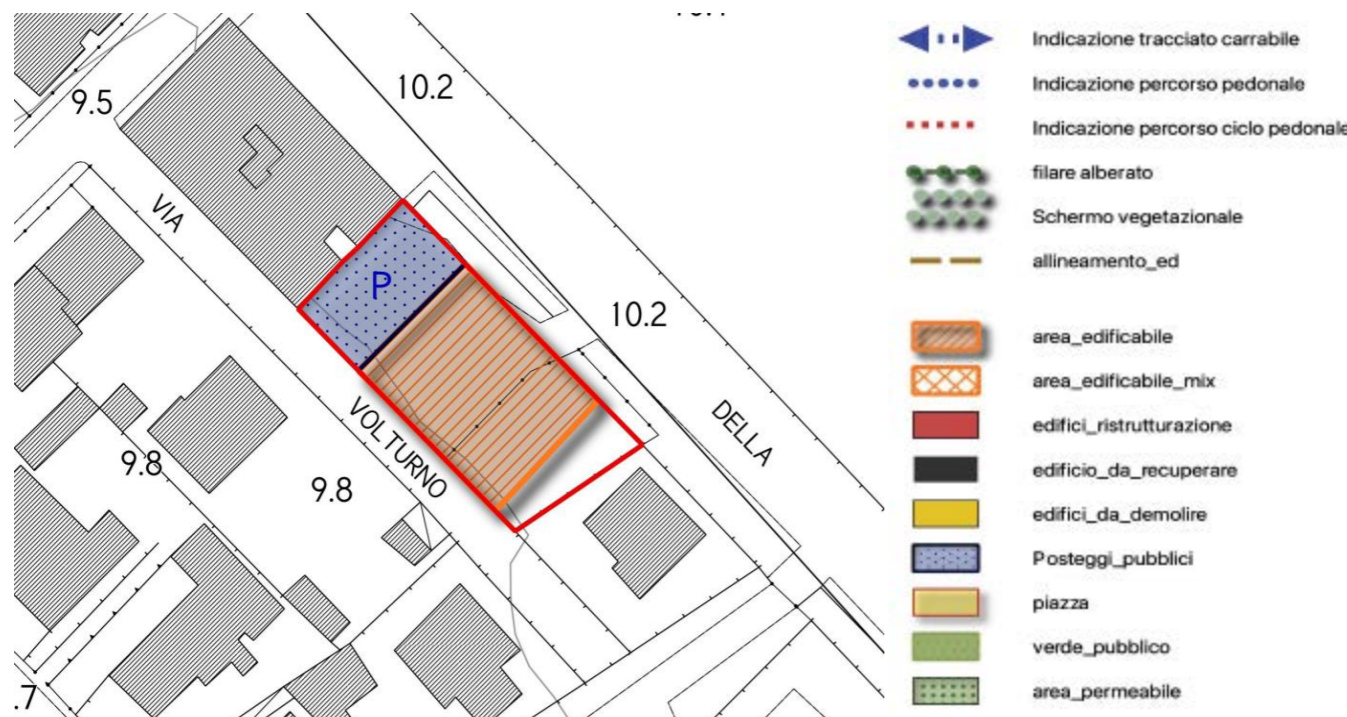 9.5
10.2
VIA
P
10.2
VOLTURNO
DELLA
9.8
9.8
.7
Indicazione tracciato carrabile
Indicazione percorso pedonale
Indicazione percorso ciclo pedonale
filare alberato
Schermo vegetazionale
allineamento_ed
area_edificabile
area_edificabile_mix
edifici_ristrutturazione
edificio_da_recuperare
edifici_da_demolire
Posteggi_pubblici
piazza
verde_pubblico
area_permeabile